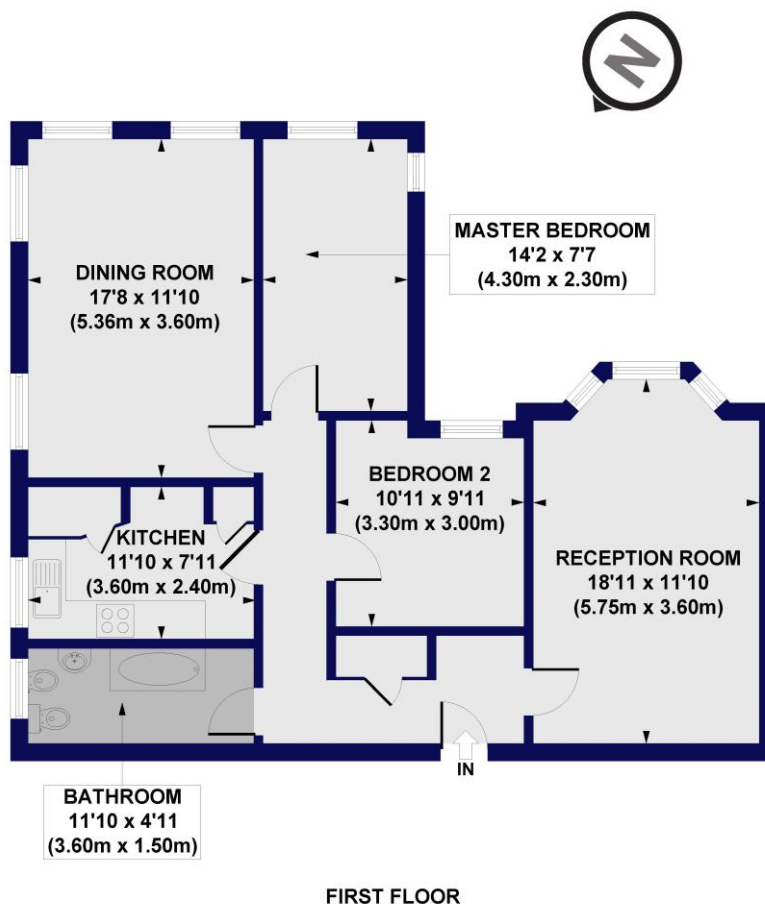 N
MASTER BEDROOM
14'2 x 7'7
(4.30m x 2.30m)
DINING ROOM
17'8 x 11'10
(5.36m x 3.60m)
BEDROOM 2
10'11 x 9'11
(3.30m x 3.00m)
KITCHEN
11'10 x 7'11
(3.60m x 2.40m)
RECEPTION ROOM
18'11 x 11'10
(5.75m x 3.60m)
IN
BATHROOM
11'10 x 4'11
(3.60m x 1.50m)
FIRST FLOOR